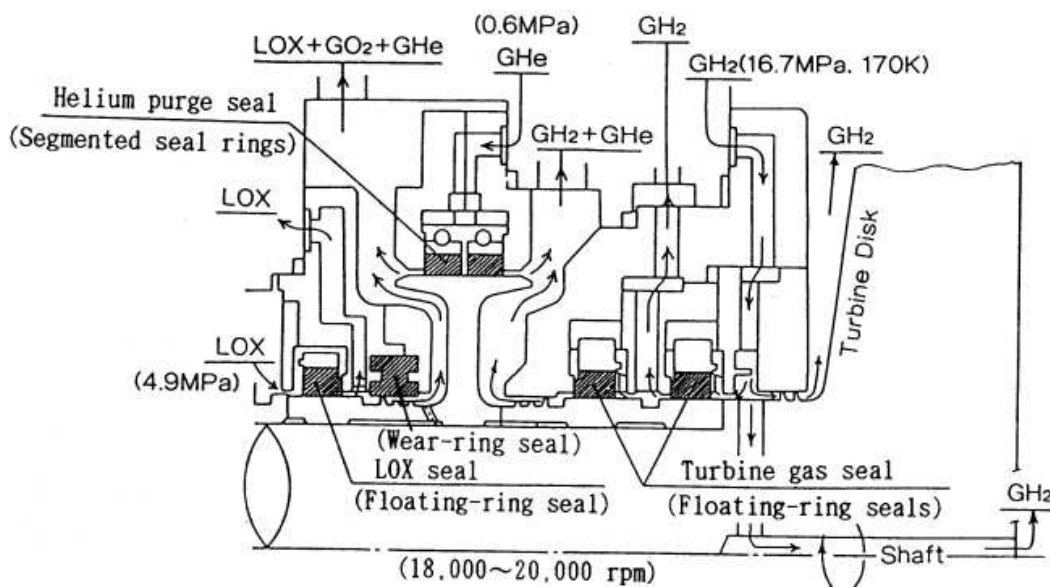 (0.6MPa)
GH₂
LOX+GO₂+GHe
GHe
GH₂(16.7MPa. 170K)
Helium purge seal
(Segmented seal rings)
GH₂+GHe
GH₂
LOX
Turbine Disk
LOX
(4.9MPa)
(Wear-ring seal)
LOX seal
(Floating-ring seal)
Turbine gas seal
(Floating-ring seals)
GH₂
Shaft
(18,000～20,000 rpm)